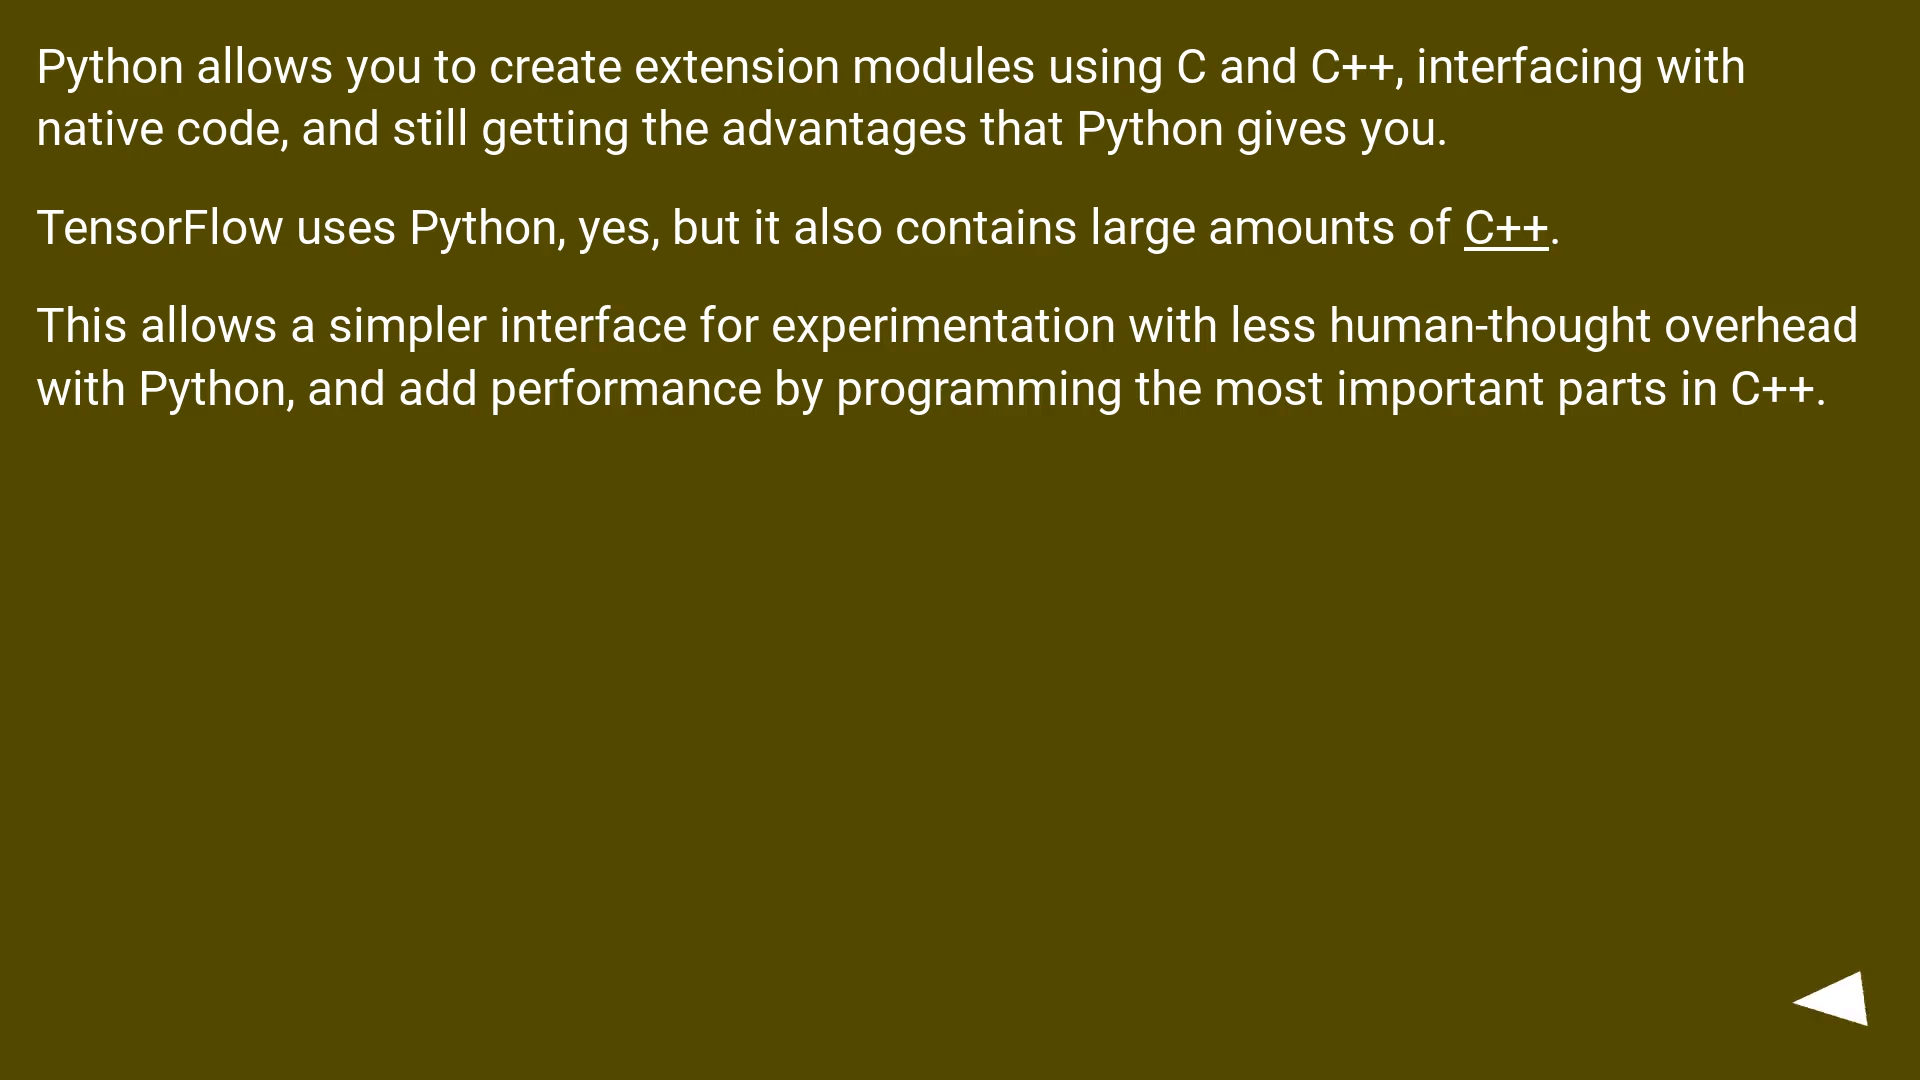 Python allows you to create extension modules using C and C++, interfacing with
native code, and still getting the advantages that Python gives you.
TensorFlow uses Python, yes, but it also contains large amounts of C++.
This allows a simpler interface for experimentation with less human-thought overhead
with Python, and add performance by programming the most important parts in C++.